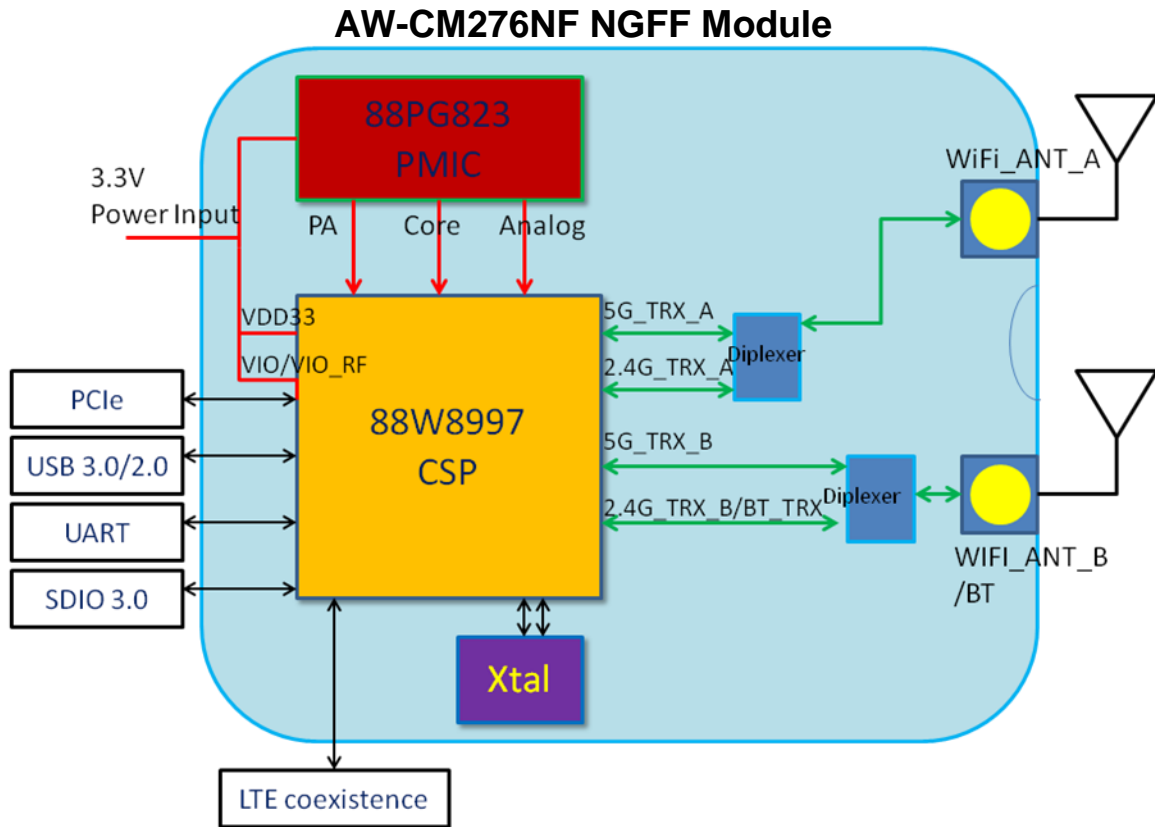 AW-CM276NF NGFF Module
88PG823
PMIC
WiFi_ANT_A
3.3V
Power Input
PA
Core
Analog
VDD33
5G_TRX_A
Diplexer
VIO/VIO_RF
2.4G_TRX_A
PCIe
88W8997
CSP
USB 3.0/2.0
5G_TRX_B
Diplexer
2.4G_TRX_B/BT_TRX
UART
WIFI_ANT_B
/BT
SDIO 3.0
Xtal
LTE coexistence